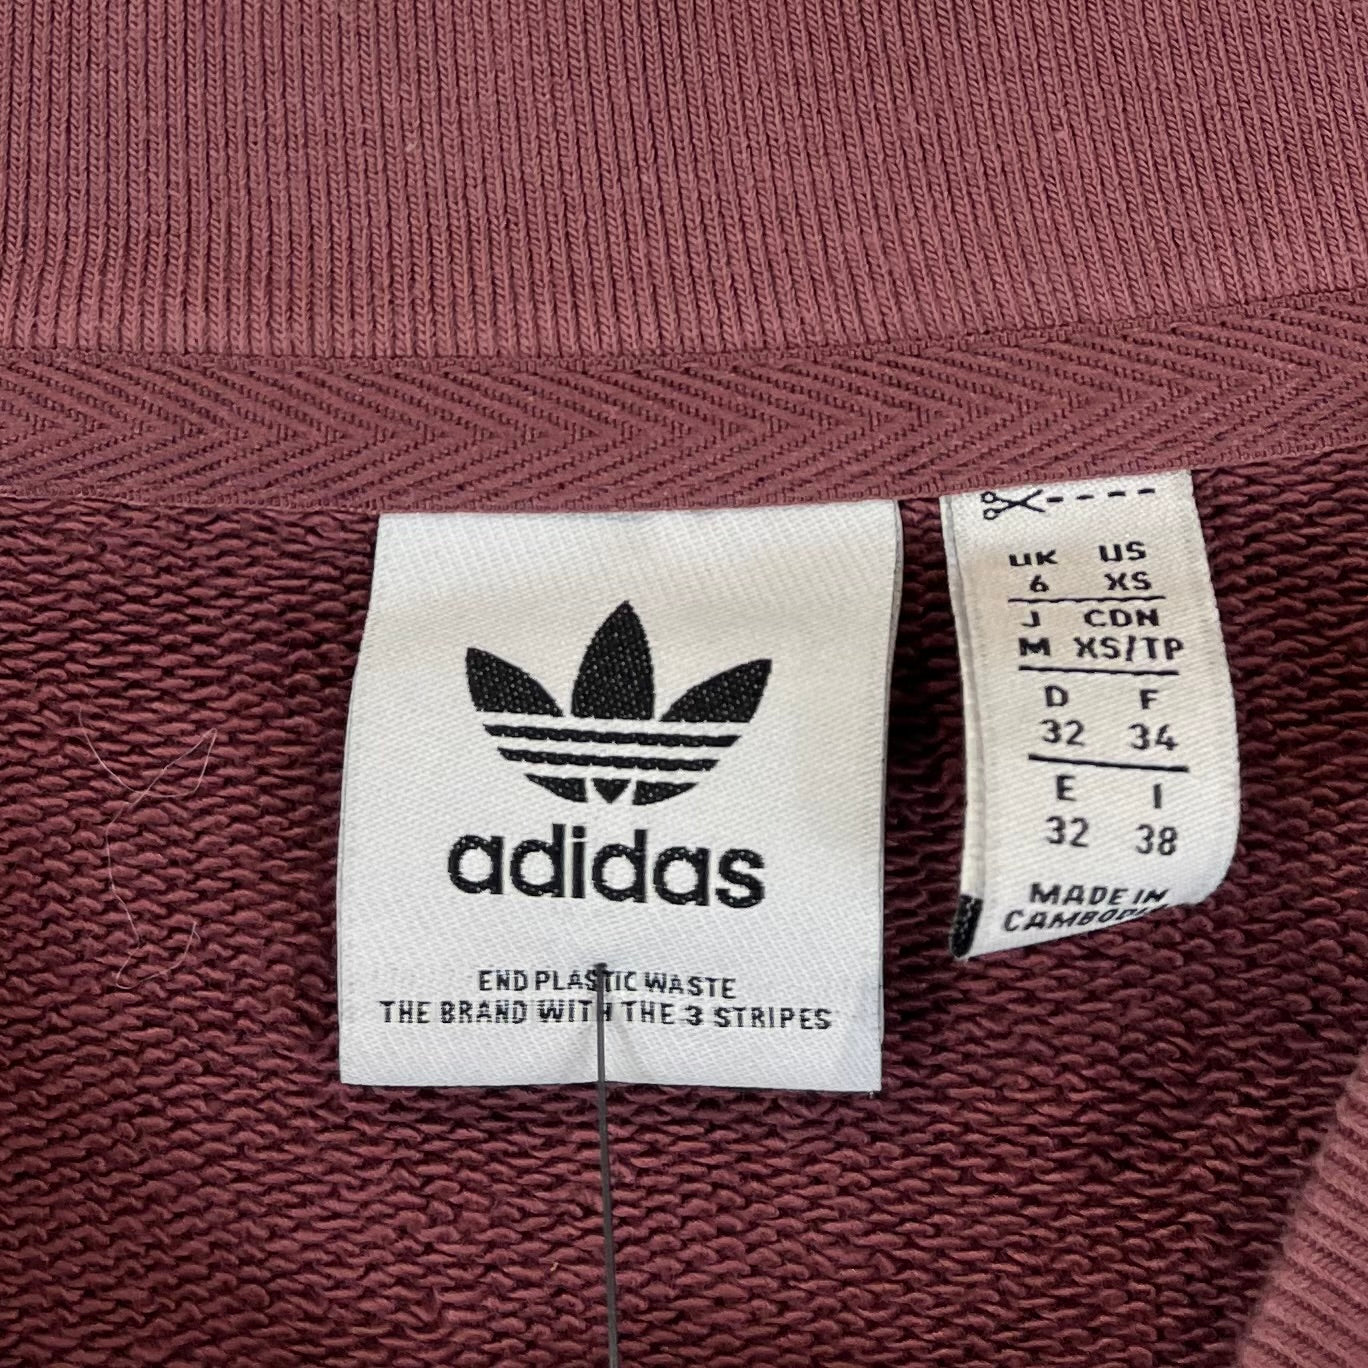 adidas
END PLASTIC WASTE
THE BRAND WITH THE 3 STRIPES
UK US
6 XS
J CDN
M XS/TP
D F
32 34
E I
32 38
MADE IN
CAMBODIA